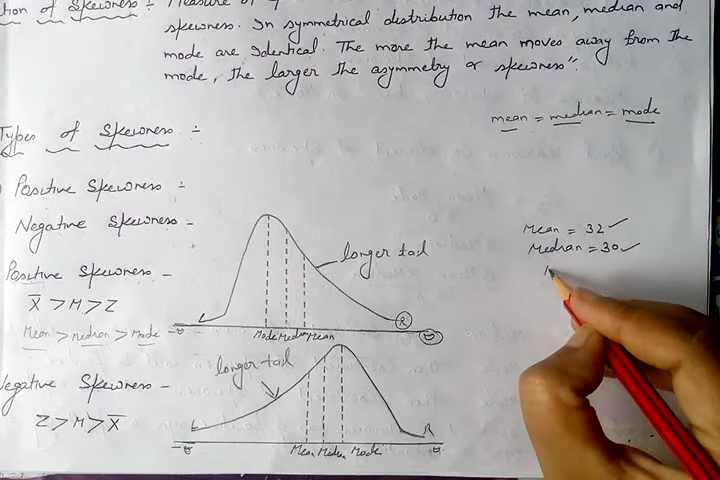 tion of Skewness :- Measure of
skewness. In symmetrical distribution the mean, median and
mode are identical. The more the mean moves away from the
mode, the larger the asymmetry or skewness".
mean = median = mode
Types of Skewness :-
Positive Skewness :-
Negative Skewness :-
Mean = 32 ✓
Median = 30 ✓
longer tail
Positive Skewness -
X̄ > M > Z
Mean > Median > Mode
L
R
Mode Median Mean
Negative Skewness -
longer tail
Z > M > X̄
L
R
Mean Median Mode